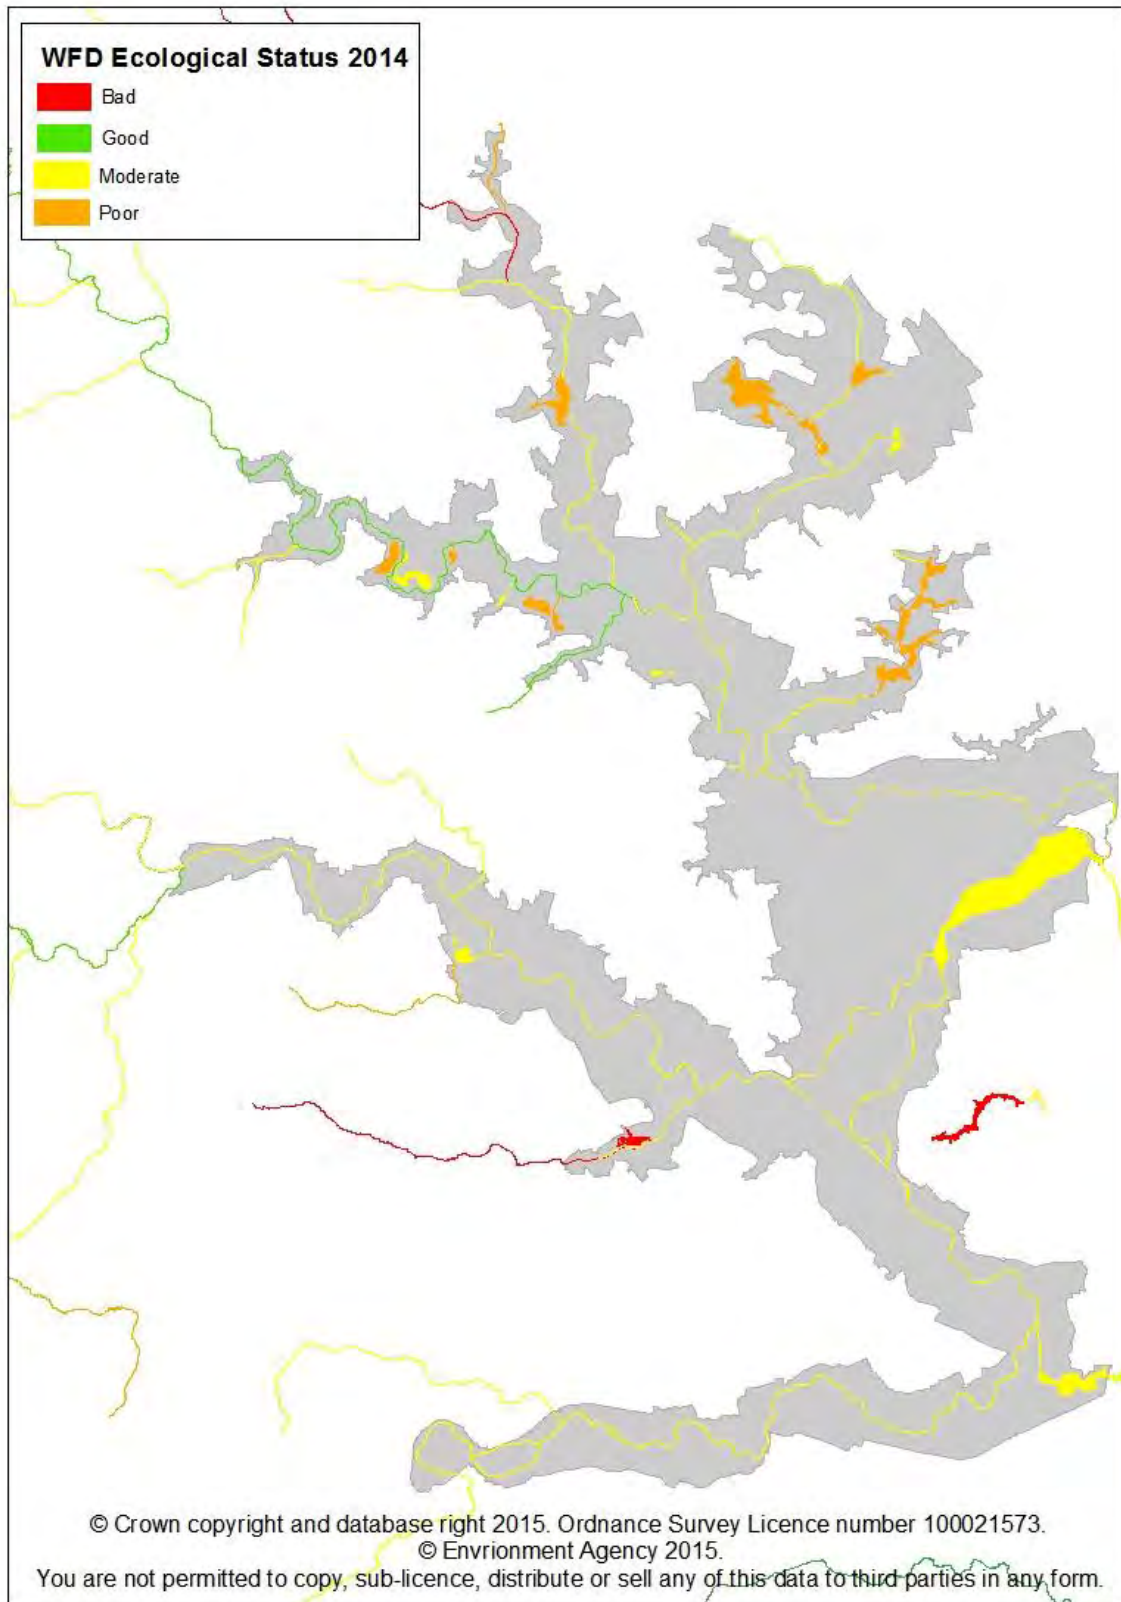 WFD Ecological Status 2014
Bad
Good
Moderate
Poor
© Crown copyright and database right 2015. Ordnance Survey Licence number 100021573.
© Envrionment Agency 2015.
You are not permitted to copy, sub-licence, distribute or sell any of this data to third parties in any form.